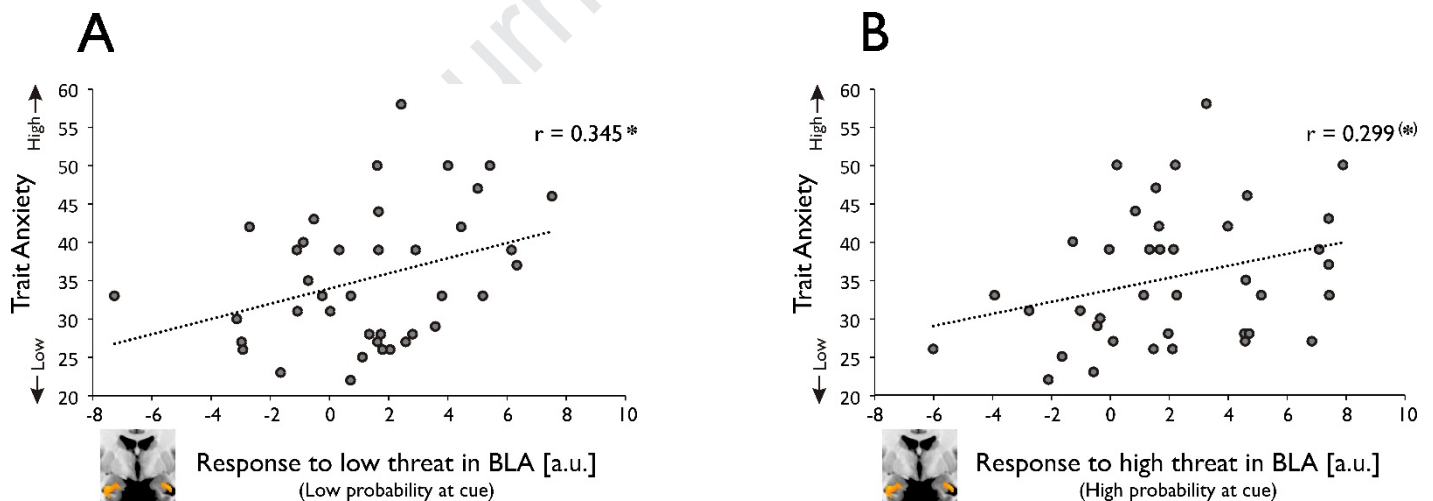 A
B
60
55
50
45
40
35
30
25
20
High
Trait Anxiety
Low
r = 0.345 *
-8 -6 -4 -2 0 2 4 6 8 10
Response to low threat in BLA [a.u.]
(Low probability at cue)
60
55
50
45
40
35
30
25
20
High
Trait Anxiety
Low
r = 0.299 (*)
-8 -6 -4 -2 0 2 4 6 8 10
Response to high threat in BLA [a.u.]
(High probability at cue)